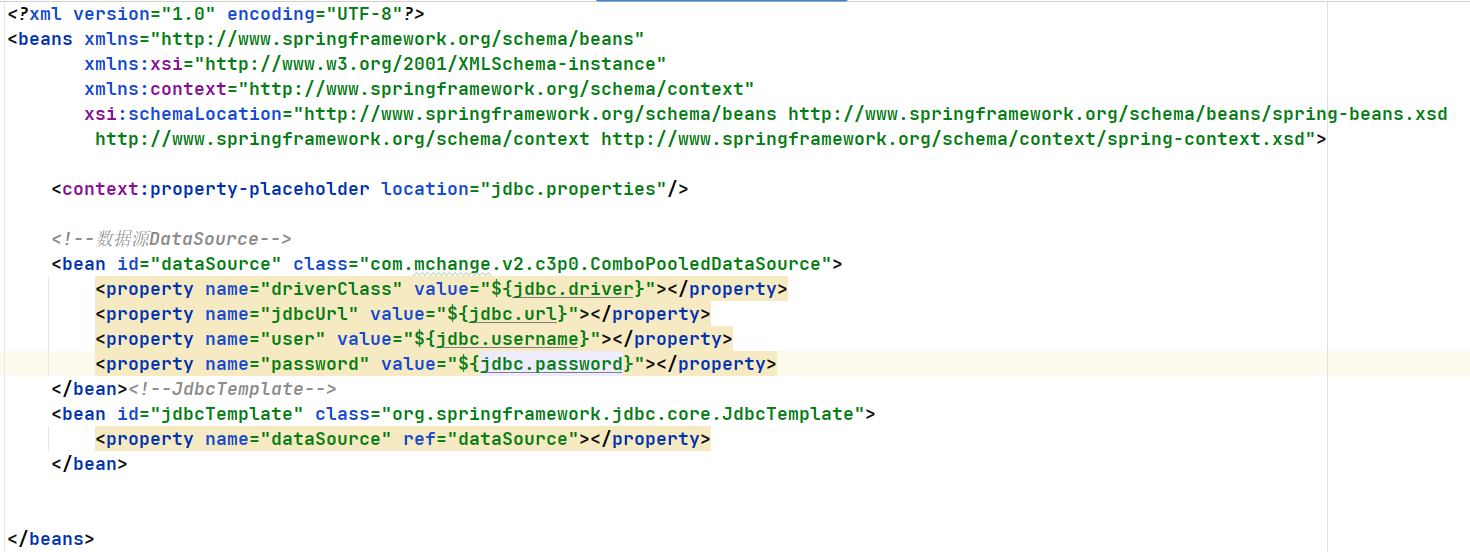 <?xml version="1.0" encoding="UTF-8"?>
<beans xmlns="http://www.springframework.org/schema/beans"
       xmlns:xsi="http://www.w3.org/2001/XMLSchema-instance"
       xmlns:context="http://www.springframework.org/schema/context"
       xsi:schemaLocation="http://www.springframework.org/schema/beans http://www.springframework.org/schema/beans/spring-beans.xsd
        http://www.springframework.org/schema/context http://www.springframework.org/schema/context/spring-context.xsd">
    <context:property-placeholder location="jdbc.properties"/>
    <!--数据源DataSource-->
    <bean id="dataSource" class="com.mchange.v2.c3p0.ComboPooledDataSource">
        <property name="driverClass" value="${jdbc.driver}"></property>
        <property name="jdbcUrl" value="${jdbc.url}"></property>
        <property name="user" value="${jdbc.username}"></property>
        <property name="password" value="${jdbc.password}"></property>
    </bean><!--JdbcTemplate-->
    <bean id="jdbcTemplate" class="org.springframework.jdbc.core.JdbcTemplate">
        <property name="dataSource" ref="dataSource"></property>
    </bean>
</beans>